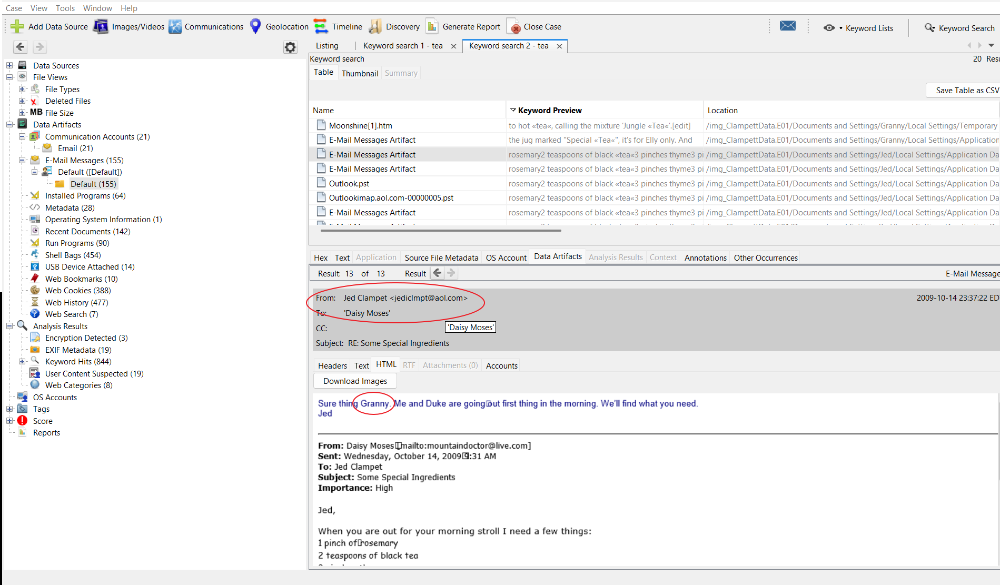 Case View Tools Window Help
Add Data Source Images/Videos Communications Geolocation Timeline Discovery Generate Report Close Case Keyword Lists Keyword Search
Listing Keyword search 1 - tea × Keyword search 2 - tea ×
Keyword search 20
Table Thumbnail Summary
Save Table as CSV
Name Keyword Preview Location
Moonshine[1].htm to hot «tea«, calling the mixture ‘Jungle «Tea«’.[edit] /img_ClampettData.E01/Documents and Settings/Granny/Local Settings/Temporary
E-Mail Messages Artifact the jug marked "Special «Tea«", it's for Elly only. And /img_ClampettData.E01/Documents and Settings/Granny/Local Settings/Application
E-Mail Messages Artifact rosemary2 teaspoons of black «tea«3 pinches thyme3 pi /img_ClampettData.E01/Documents and Settings/Jed/Local Settings/Application Da
E-Mail Messages Artifact rosemary2 teaspoons of black «tea«3 pinches thyme3 pi /img_ClampettData.E01/Documents and Settings/Jed/Local Settings/Application Da
Outlook.pst rosemary2 teaspoons of black «tea«3 pinches thyme3 pi /img_ClampettData.E01/Documents and Settings/Jed/Local Settings/Application Da
Outlookimap.aol.com-00000005.pst rosemary2 teaspoons of black «tea«3 pinches thyme3 pi /img_ClampettData.E01/Documents and Settings/Jed/Local Settings/Application Da
E-Mail Messages Artifact rosemary2 teaspoons of black «tea«3 pinches thyme3 pi /img_ClampettData.E01/Documents and Settings/Jed/Local Settings/Application Da
Data Sources
File Views
File Types
Deleted Files
MB File Size
Data Artifacts
Communication Accounts (21)
Email (21)
E-Mail Messages (155)
Default ([Default])
Default (155)
Installed Programs (64)
Metadata (28)
Operating System Information (1)
Recent Documents (142)
Run Programs (90)
Shell Bags (454)
USB Device Attached (14)
Web Bookmarks (10)
Web Cookies (388)
Web History (477)
Web Search (7)
Analysis Results
Encryption Detected (3)
EXIF Metadata (19)
Keyword Hits (844)
User Content Suspected (19)
Web Categories (8)
OS Accounts
Tags
Score
Reports
Hex Text Application Source File Metadata OS Account Data Artifacts Analysis Results Context Annotations Other Occurrences
Result: 13 of 13 Result E-Mail Message
From: Jed Clampet <jediclmpt@aol.com> 2009-10-14 23:37:22 ED
To: 'Daisy Moses'
CC: 'Daisy Moses'
Subject: RE: Some Special Ingredients
Headers Text HTML RTF Attachments (0) Accounts
Download Images
Sure thing Granny. Me and Duke are going out first thing in the morning. We'll find what you need.
Jed
From: Daisy Moses [mailto:mountaindoctor@live.com]
Sent: Wednesday, October 14, 2009 9:31 AM
To: Jed Clampet
Subject: Some Special Ingredients
Importance: High
Jed,
When you are out for your morning stroll I need a few things:
1 pinch of rosemary
2 teaspoons of black tea